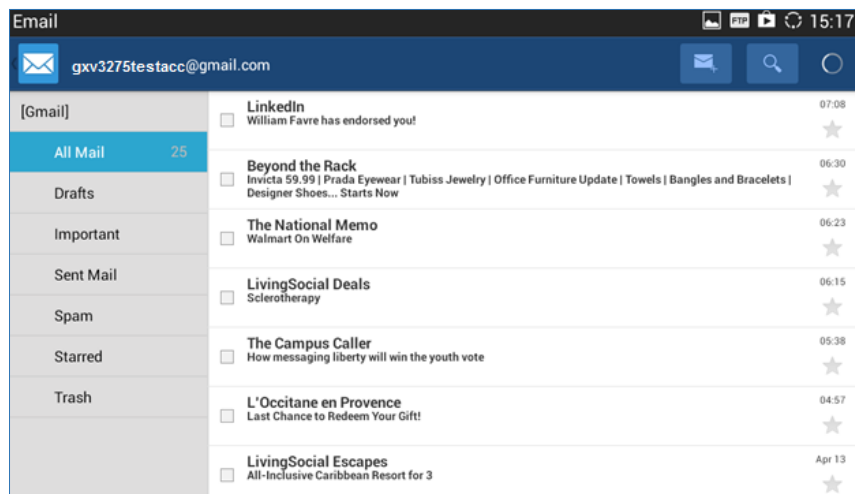 Email
FTP
15:17
gxv3275testacc@gmail.com
[Gmail]
All Mail 25
Drafts
Important
Sent Mail
Spam
Starred
Trash
LinkedIn 07:08
William Favre has endorsed you!
Beyond the Rack 06:30
Invicta 59.99 | Prada Eyewear | Tubiss Jewelry | Office Furniture Update | Towels | Bangles and Bracelets |
Designer Shoes... Starts Now
The National Memo 06:23
Walmart On Welfare
LivingSocial Deals 06:15
Sclerotherapy
The Campus Caller 05:38
How messaging liberty will win the youth vote
L'Occitane en Provence 04:57
Last Chance to Redeem Your Gift!
LivingSocial Escapes Apr 13
All-Inclusive Caribbean Resort for 3